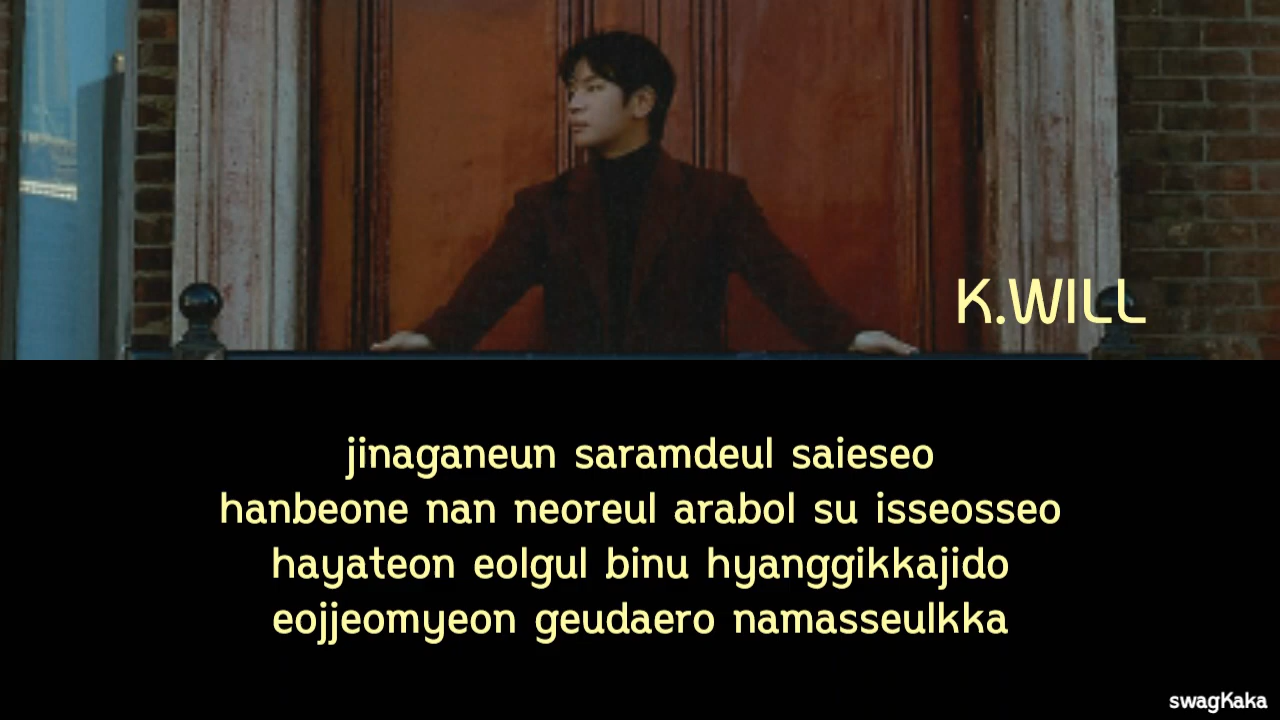 K.WILL
jinaganeun saramdeul saieseo
hanbeone nan neoreul arabol su isseosseo
hayateon eolgul binu hyanggikkajido
eojjeomyeon geudaero namasseulkka
swagKaka